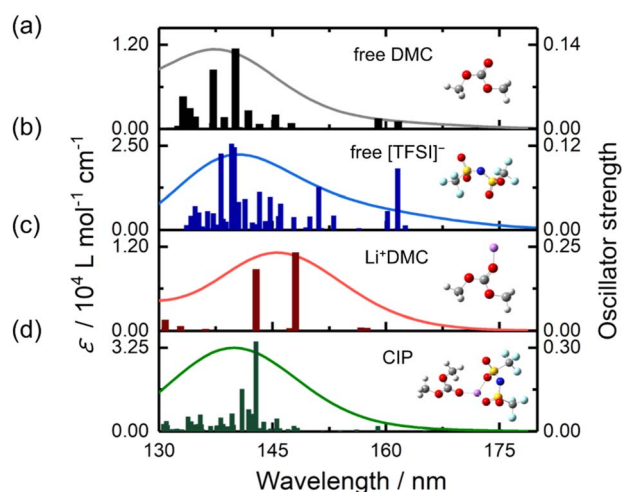 (a)
1.20
0.14
free DMC
0.00
0.00
(b)
2.50
0.12
free [TFSI]⁻
0.00
0.00
(c)
1.20
0.25
Li⁺DMC
0.00
0.00
(d)
3.25
0.30
CIP
0.00
0.00
130 145 160 175
Wavelength / nm
ε / 10⁴ L mol⁻¹ cm⁻¹
Oscillator strength